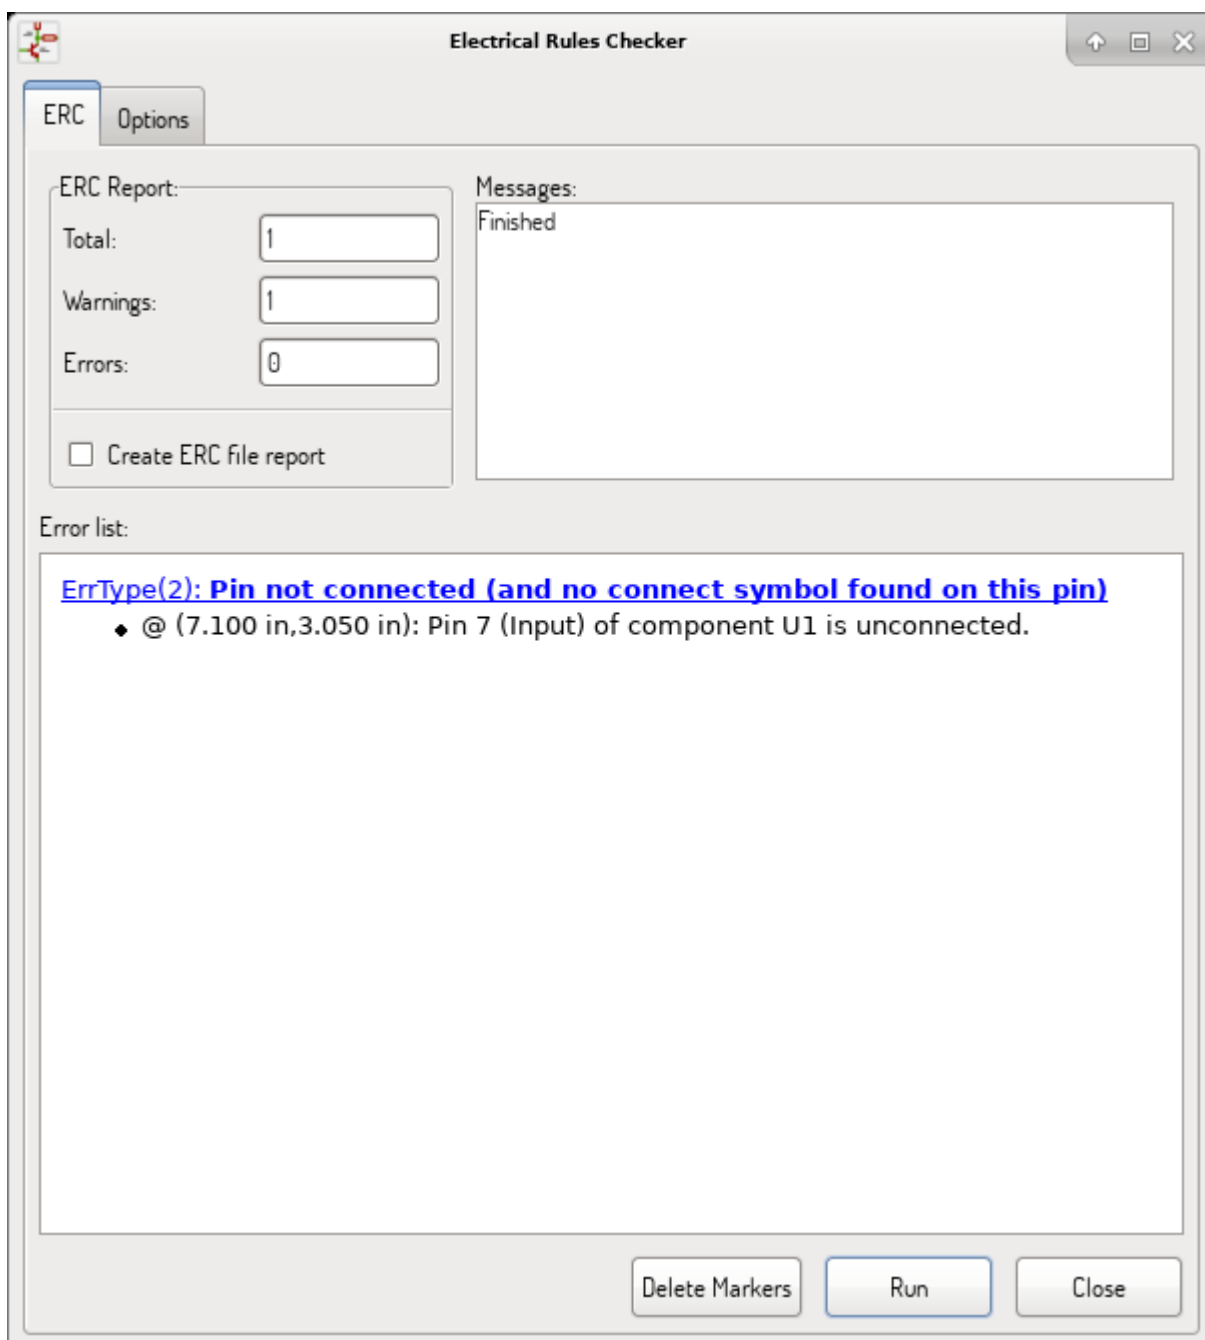 Electrical Rules Checker
ERC
Options
ERC Report:
Total:
1
Warnings:
1
Errors:
0
Create ERC file report
Messages:
Finished
Error list:
ErrType(2): Pin not connected (and no connect symbol found on this pin)
@ (7.100 in,3.050 in): Pin 7 (Input) of component U1 is unconnected.
Delete Markers
Run
Close